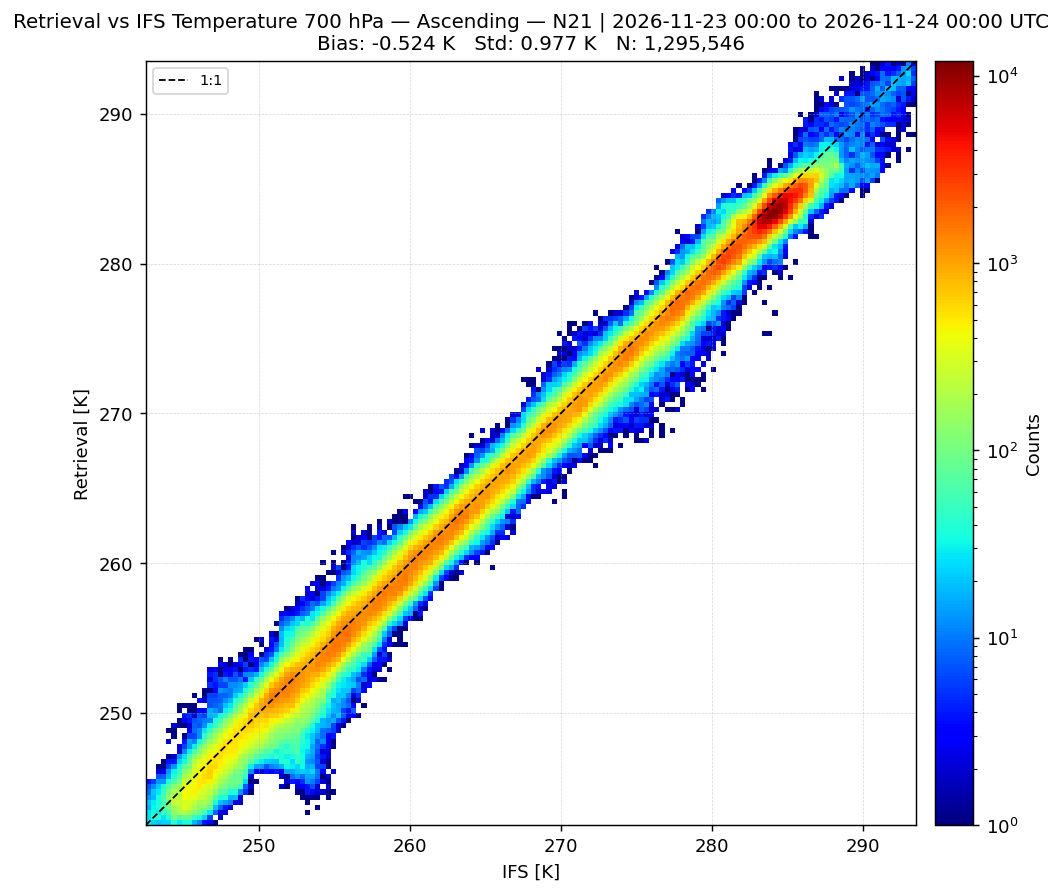 Retrieval vs IFS Temperature 700 hPa — Ascending — N21 | 2026-11-23 00:00 to 2026-11-24 00:00 UTC
Bias: -0.524 K   Std: 0.977 K   N: 1,295,546
1:1
290
280
270
260
250
Retrieval [K]
250 260 270 280 290
IFS [K]
10^4
10^3
10^2
10^1
10^0
Counts